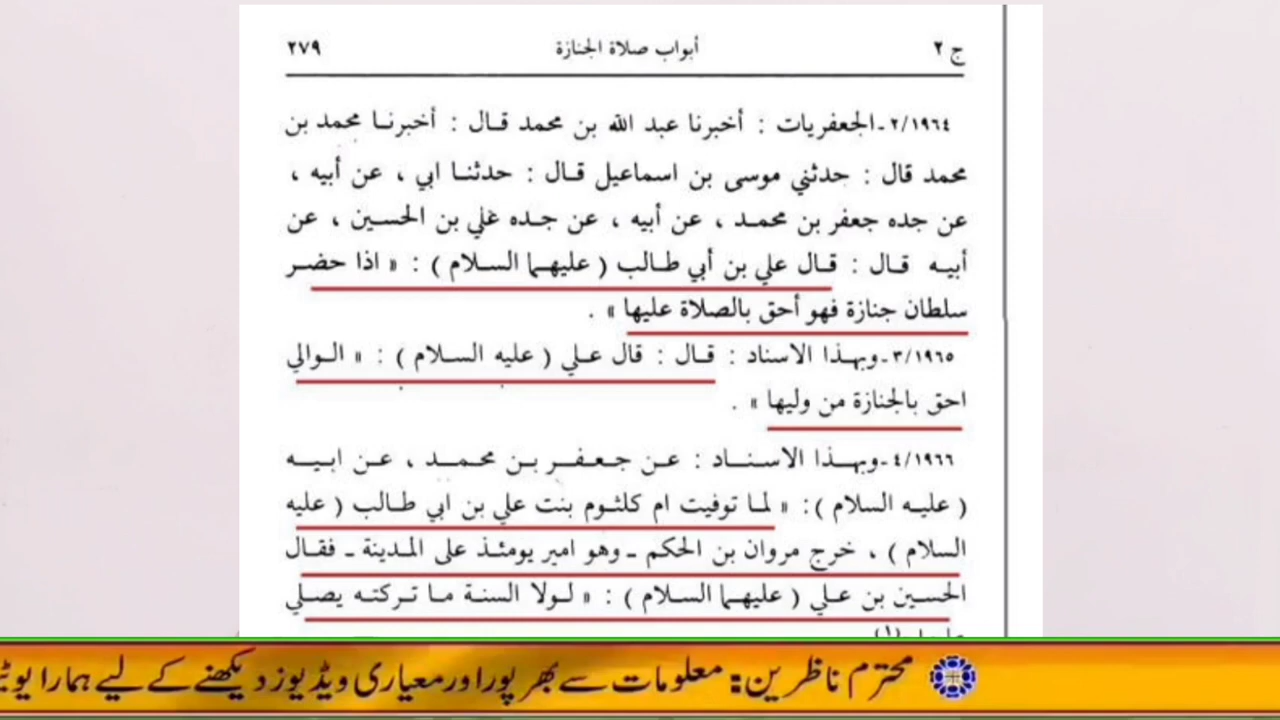 ج ٢ أبواب صلاة الجنازة ٢٧٩
٢/١٩٦٤ـ الجعفريات : أخبرنا عبد الله بن محمد قال : أخبرنا محمد بن
محمد قال : حدثني موسى بن اسماعيل قال : حدثنا ابي ، عن أبيه ،
عن جده جعفر بن محمد ، عن أبيه ، عن جده علي بن الحسين ، عن
أبيه قال : قال علي بن أبي طالب ( عليهما السلام ) : « اذا حضر
سلطان جنازة فهو أحق بالصلاة عليها » .
٣/١٩٦٥ـ وبهذا الاسناد : قال : قال علي ( عليه السلام ) : « الوالي
احق بالجنازة من وليها » .
٤/١٩٦٦ـ وبهذا الاسناد : عن جعفر بن محمد ، عن ابيه
( عليه السلام ): « لما توفيت ام كلثوم بنت علي بن ابي طالب ( عليه
السلام ) ، خرج مروان بن الحكم ـ وهو امير يومئذ على المدينة ـ فقال
الحسين بن علي ( عليهما السلام ) : « لولا السنة ما تركته يصلي
محترم ناظرین: معلومات سے بھرپور اور معیاری ویڈیوز دیکھنے کے لیے ہمارا